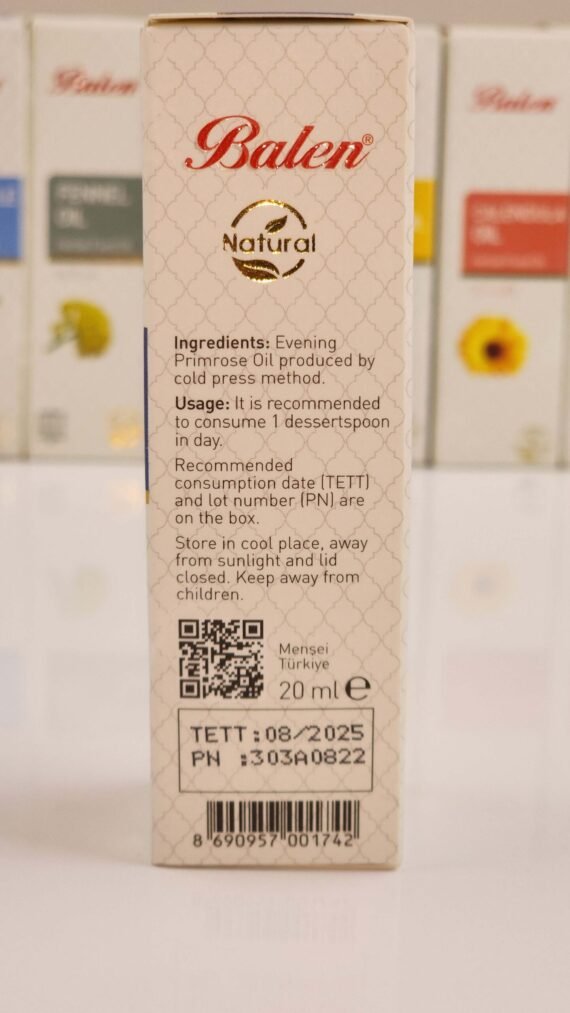 Balen®
Natural
Ingredients: Evening
Primrose Oil produced by
cold press method.
Usage: It is recommended
to consume 1 dessertspoon
in day.
Recommended
consumption date (TETT)
and lot number (PN) are
on the box.
Store in cool place, away
from sunlight and lid
closed. Keep away from
children.
Menşei
Türkiye
20 ml ℮
TETT:08/2025
PN :303A0822
8 690957 001742
Balen
FENNEL
OIL
Balen
CALENDULA
OIL